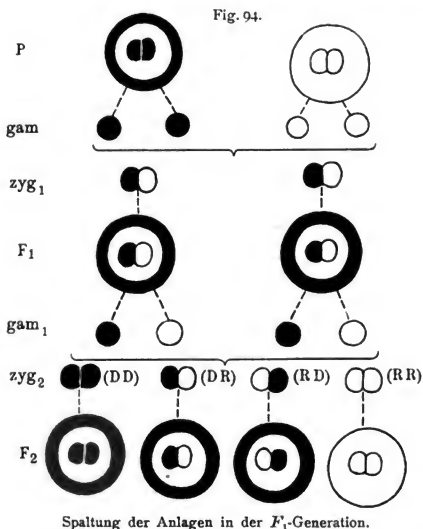 Fig. 94.
P
gam
zyg₁
F₁
gam₁
zyg₂ (DD) (DR) (RD) (RR)
F₂
Spaltung der Anlagen in der F₁-Generation.